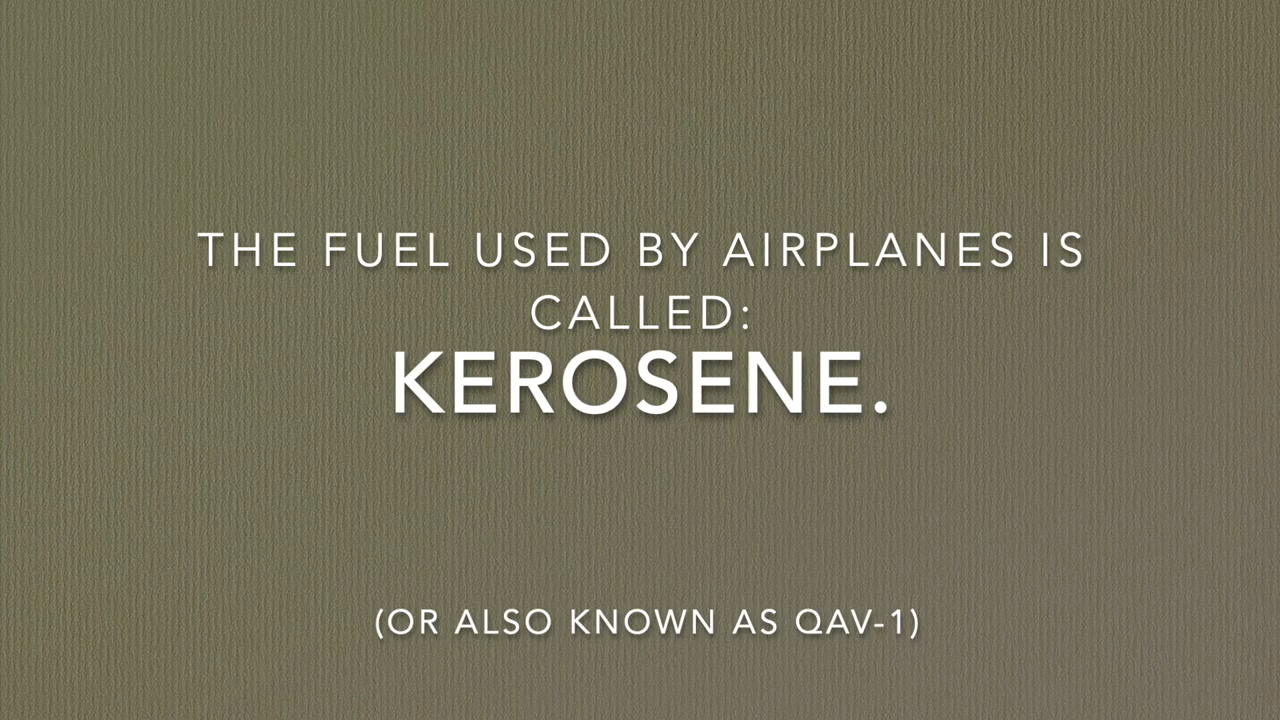 THE FUEL USED BY AIRPLANES IS
CALLED:
KEROSENE.
(OR ALSO KNOWN AS QAV-1)